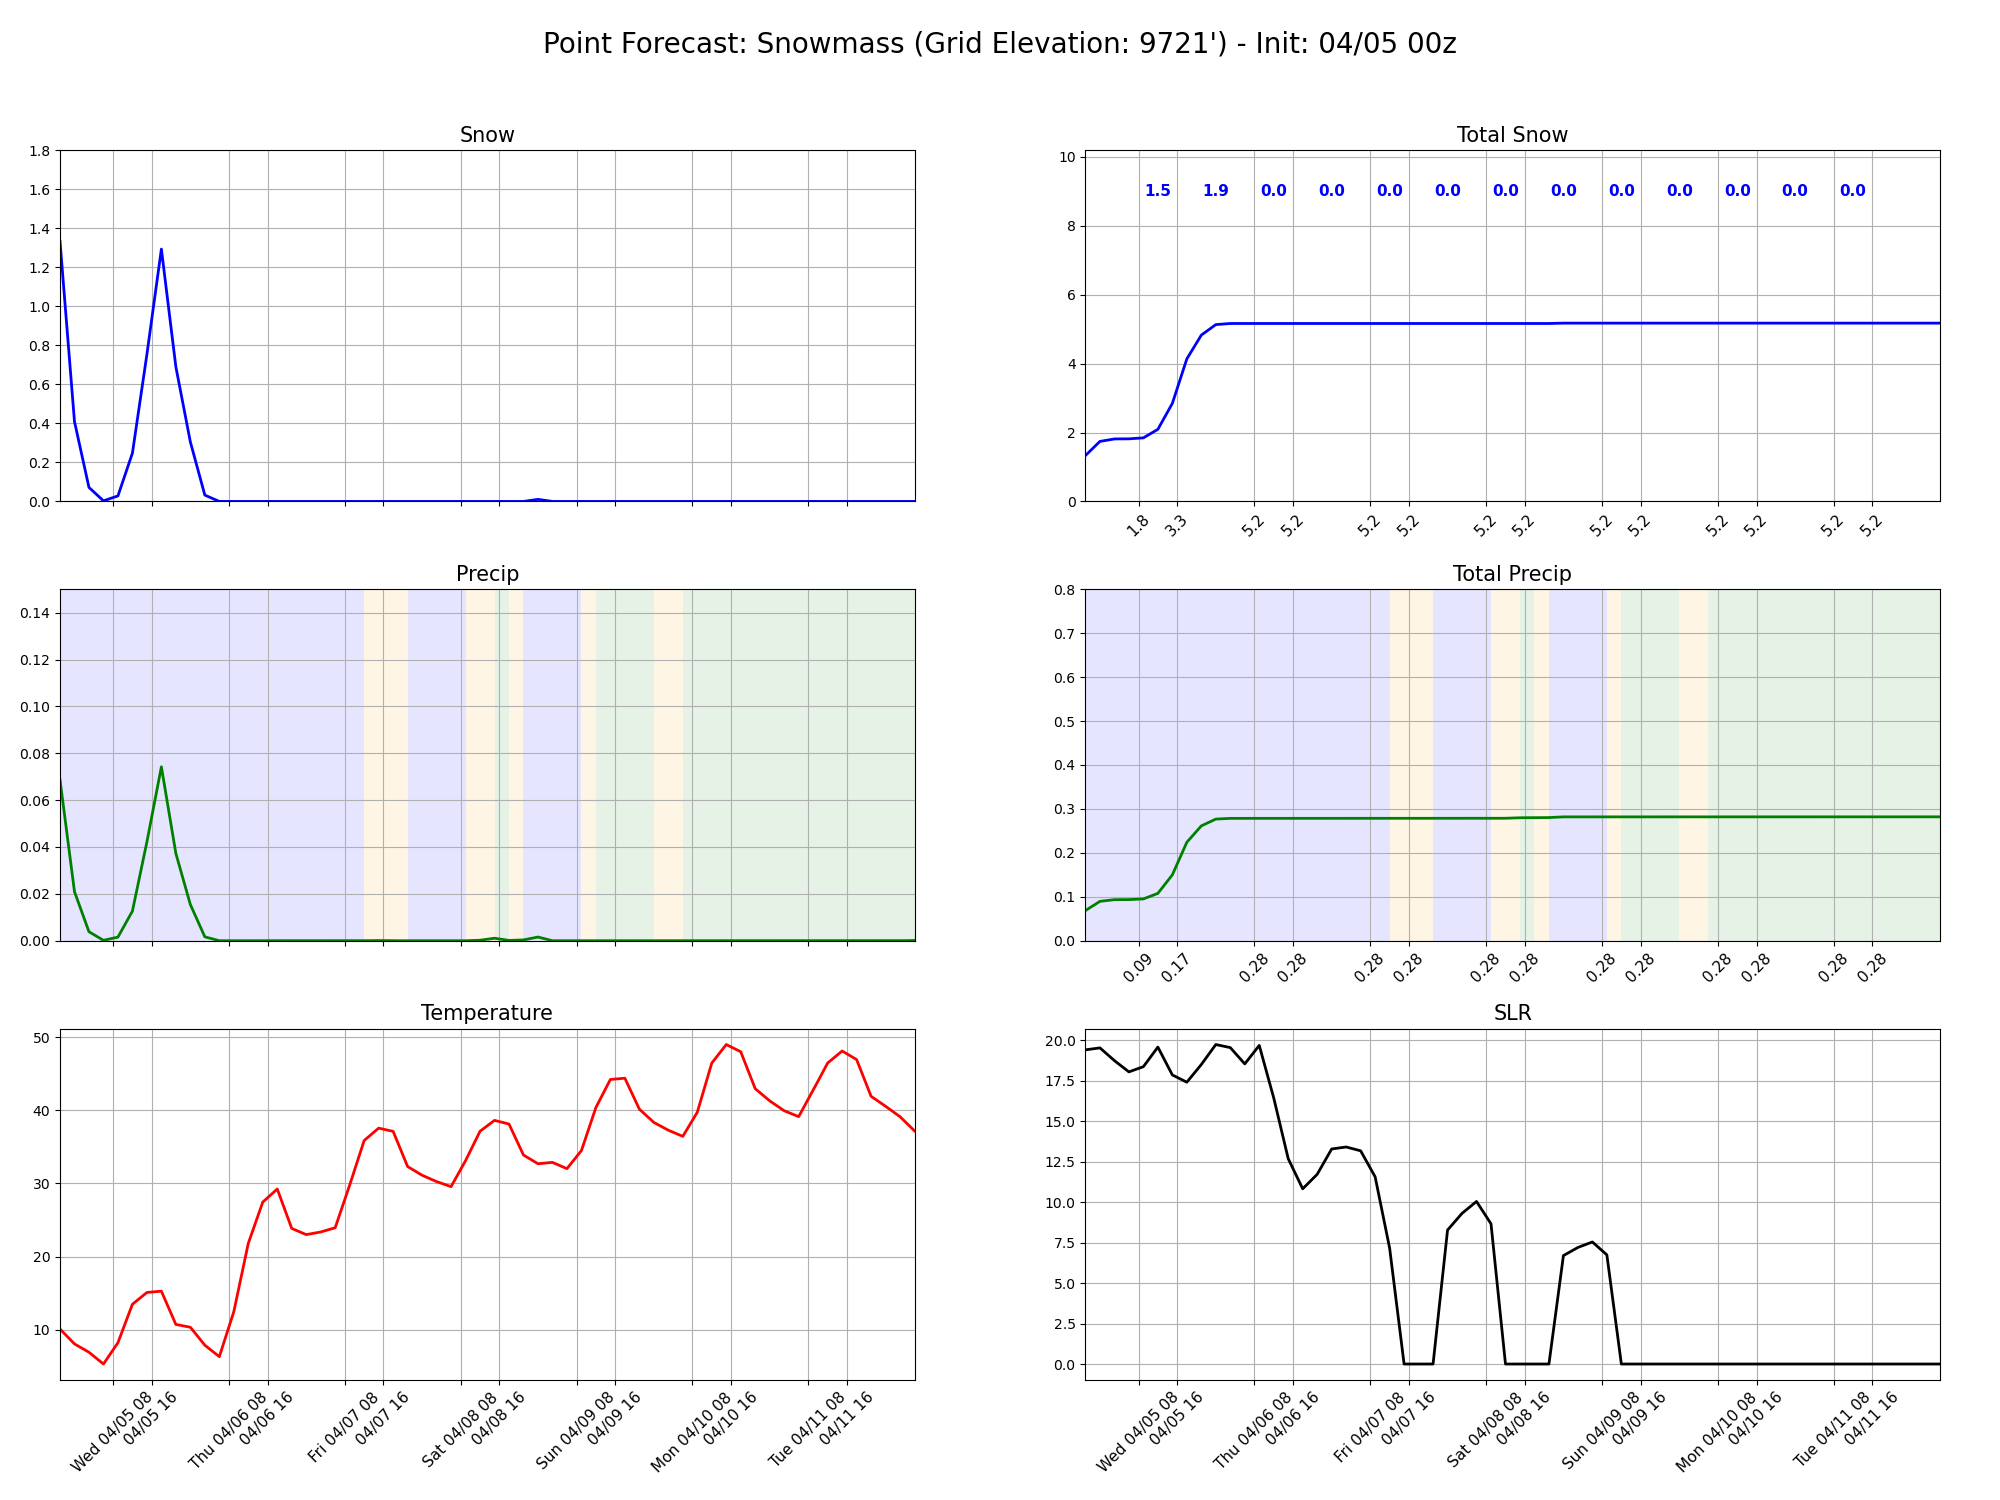 Point Forecast: Snowmass (Grid Elevation: 9721') - Init: 04/05 00z
Snow
1.8
1.6
1.4
1.2
1.0
0.8
0.6
0.4
0.2
0.0
Total Snow
10
8
6
4
2
0
1.5 1.9 0.0 0.0 0.0 0.0 0.0 0.0 0.0 0.0 0.0 0.0 0.0
1.8 3.3 5.2 5.2 5.2 5.2 5.2 5.2 5.2 5.2 5.2 5.2 5.2 5.2
Precip
0.14
0.12
0.10
0.08
0.06
0.04
0.02
0.00
Total Precip
0.8
0.7
0.6
0.5
0.4
0.3
0.2
0.1
0.0
0.09 0.17 0.28 0.28 0.28 0.28 0.28 0.28 0.28 0.28 0.28 0.28 0.28 0.28
Temperature
50
40
30
20
10
Wed 04/05 08
04/05 16
Thu 04/06 08
04/06 16
Fri 04/07 08
04/07 16
Sat 04/08 08
04/08 16
Sun 04/09 08
04/09 16
Mon 04/10 08
04/10 16
Tue 04/11 08
04/11 16
SLR
20.0
17.5
15.0
12.5
10.0
7.5
5.0
2.5
0.0
Wed 04/05 08
04/05 16
Thu 04/06 08
04/06 16
Fri 04/07 08
04/07 16
Sat 04/08 08
04/08 16
Sun 04/09 08
04/09 16
Mon 04/10 08
04/10 16
Tue 04/11 08
04/11 16